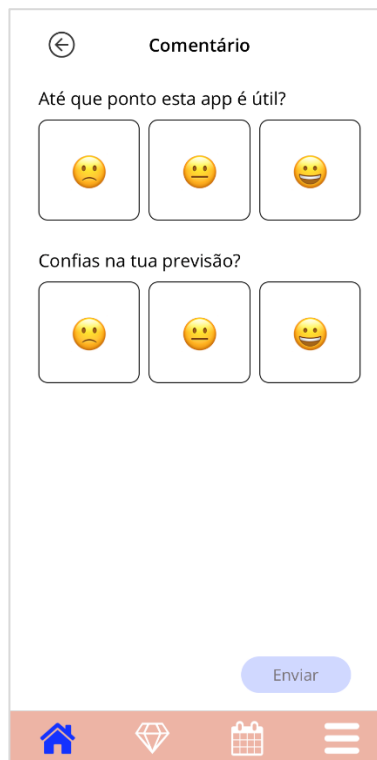 Comentário
Até que ponto esta app é útil?
Confias na tua previsão?
Enviar